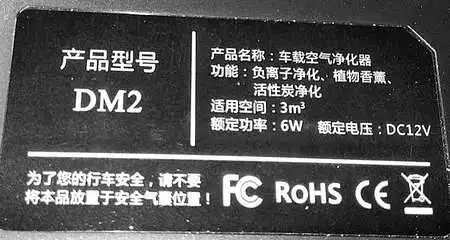 产品型号
DM2
产品名称：车载空气净化器
功能：负离子净化、植物香薰、
活性炭净化
适用空间：3m³
额定功率：6W 额定电压：DC12V
为了您的行车安全，请不要
将本品放置于安全气囊位置！
FC RoHS CE